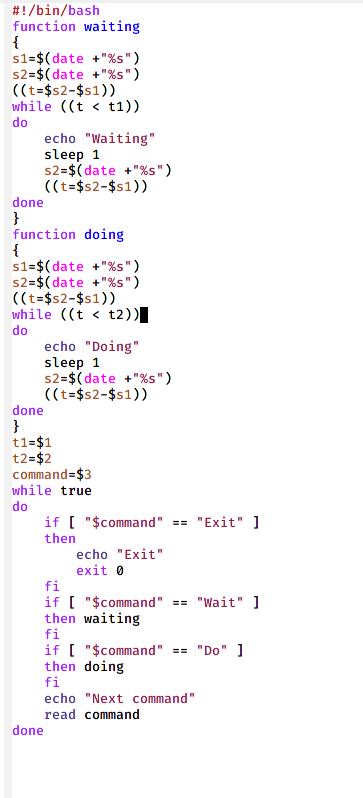 #!/bin/bash
function waiting
{
s1=$(date +"%s")
s2=$(date +"%s")
((t=$s2-$s1))
while ((t < t1))
do
    echo "Waiting"
    sleep 1
    s2=$(date +"%s")
    ((t=$s2-$s1))
done
}
function doing
{
s1=$(date +"%s")
s2=$(date +"%s")
((t=$s2-$s1))
while ((t < t2))
do
    echo "Doing"
    sleep 1
    s2=$(date +"%s")
    ((t=$s2-$s1))
done
}
t1=$1
t2=$2
command=$3
while true
do
    if [ "$command" == "Exit" ]
    then
        echo "Exit"
        exit 0
    fi
    if [ "$command" == "Wait" ]
    then waiting
    fi
    if [ "$command" == "Do" ]
    then doing
    fi
    echo "Next command"
    read command
done